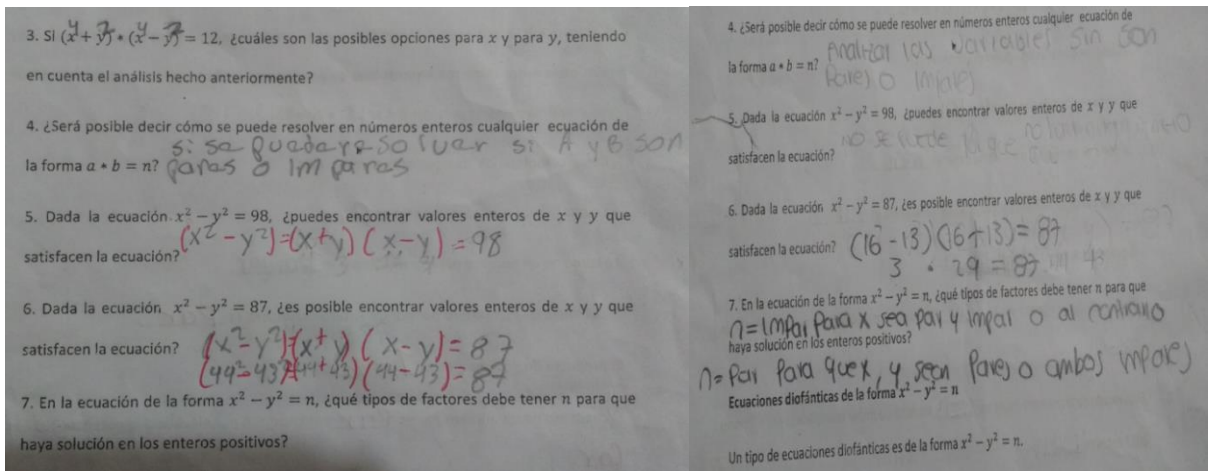 3. Si (x + y) * (x − y) = 12, ¿cuáles son las posibles opciones para x y para y, teniendo
en cuenta el análisis hecho anteriormente?
4. ¿Será posible decir cómo se puede resolver en números enteros cualquier ecuación de
si se puede resolver si A y B son
la forma a * b = n? pares o impares
5. Dada la ecuación x² − y² = 98, ¿puedes encontrar valores enteros de x y y que
(x² - y²)=(x+y)(x-y)=98
satisfacen la ecuación?
6. Dada la ecuación x² − y² = 87, ¿es posible encontrar valores enteros de x y y que
satisfacen la ecuación? (x²-y²)=(x+y)(x-y)=87
(44²-43²)=(44+43)(44-43)=87
7. En la ecuación de la forma x² − y² = n, ¿qué tipos de factores debe tener n para que
haya solución en los enteros positivos?
4. ¿Será posible decir cómo se puede resolver en números enteros cualquier ecuación de
Analizar las variables sin son
la forma a * b = n? Pares o impares
5. Dada la ecuación x² − y² = 98, ¿puedes encontrar valores enteros de x y y que
satisfacen la ecuación? no se puede
6. Dada la ecuación x² − y² = 87, ¿es posible encontrar valores enteros de x y y que
satisfacen la ecuación? (16-13)(16+13)=87
3 · 29 = 87
7. En la ecuación de la forma x² − y² = n, ¿qué tipos de factores debe tener n para que
n=Impar Para x sea par y impar o al contrario
haya solución en los enteros positivos?
n=Par Para que x, y sean Pares o ambos impares
Ecuaciones diofánticas de la forma x² − y² = n
Un tipo de ecuaciones diofánticas es de la forma x² − y² = n.